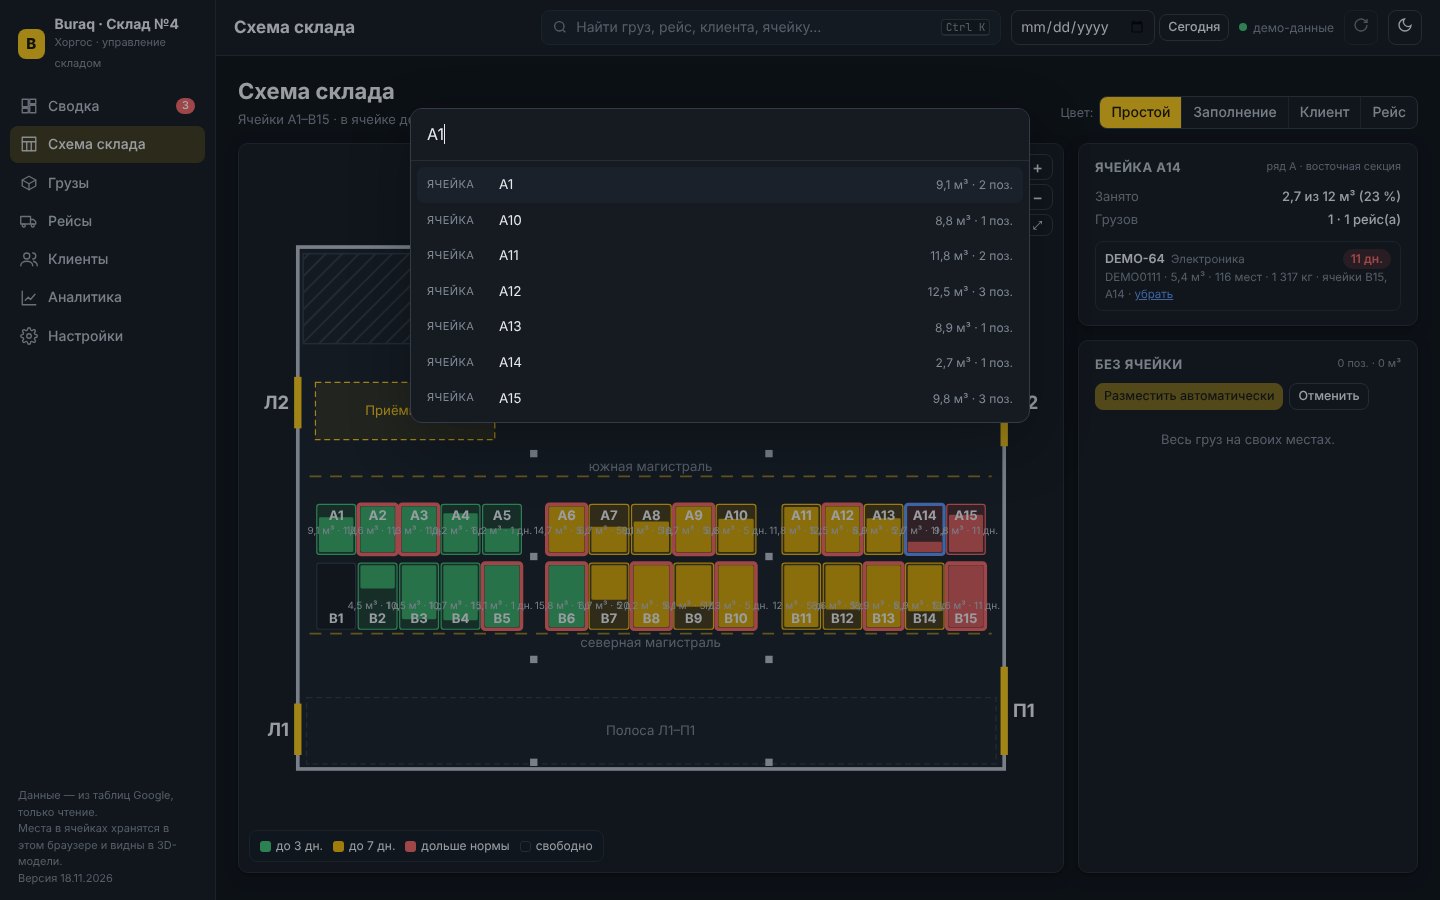 B
Buraq · Склад №4
Хоргос · управление
складом
Схема склада
Найти груз, рейс, клиента, ячейку...
Ctrl K
mm/dd/yyyy
Сегодня
демо-данные
Сводка
3
Схема склада
Грузы
Рейсы
Клиенты
Аналитика
Настройки
Данные — из таблиц Google,
только чтение.
Места в ячейках хранятся в
этом браузере и видны в 3D-
модели.
Версия 18.11.2026
Схема склада
Ячейки A1–B15 · в ячейке
Цвет:
Простой
Заполнение
Клиент
Рейс
A1
ЯЧЕЙКА A1 9,1 м³ · 2 поз.
ЯЧЕЙКА A10 8,8 м³ · 1 поз.
ЯЧЕЙКА A11 11,8 м³ · 2 поз.
ЯЧЕЙКА A12 12,5 м³ · 3 поз.
ЯЧЕЙКА A13 8,9 м³ · 1 поз.
ЯЧЕЙКА A14 2,7 м³ · 1 поз.
ЯЧЕЙКА A15 9,8 м³ · 3 поз.
+
−
Л2
2
южная магистраль
A1 A2 A3 A4 A5 A6 A7 A8 A9 A10 A11 A12 A13 A14 A15
B1 B2 B3 B4 B5 B6 B7 B8 B9 B10 B11 B12 B13 B14 B15
северная магистраль
Л1
П1
Полоса Л1–П1
до 3 дн.
до 7 дн.
дольше нормы
свободно
ЯЧЕЙКА A14
ряд A · восточная секция
Занято 2,7 из 12 м³ (23 %)
Грузов 1 · 1 рейс(а)
DEMO-64 Электроника 11 дн.
DEMO0111 · 5,4 м³ · 116 мест · 1 317 кг · ячейки B15,
A14 · убрать
БЕЗ ЯЧЕЙКИ
0 поз. · 0 м³
Разместить автоматически
Отменить
Весь груз на своих местах.